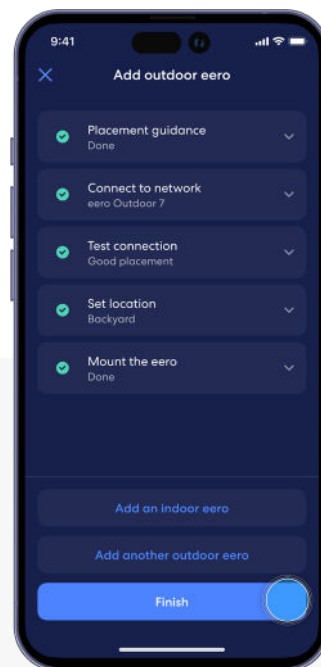 9:41
Add outdoor eero
Placement guidance
Done
Connect to network
eero Outdoor 7
Test connection
Good placement
Set location
Backyard
Mount the eero
Done
Add an indoor eero
Add another outdoor eero
Finish